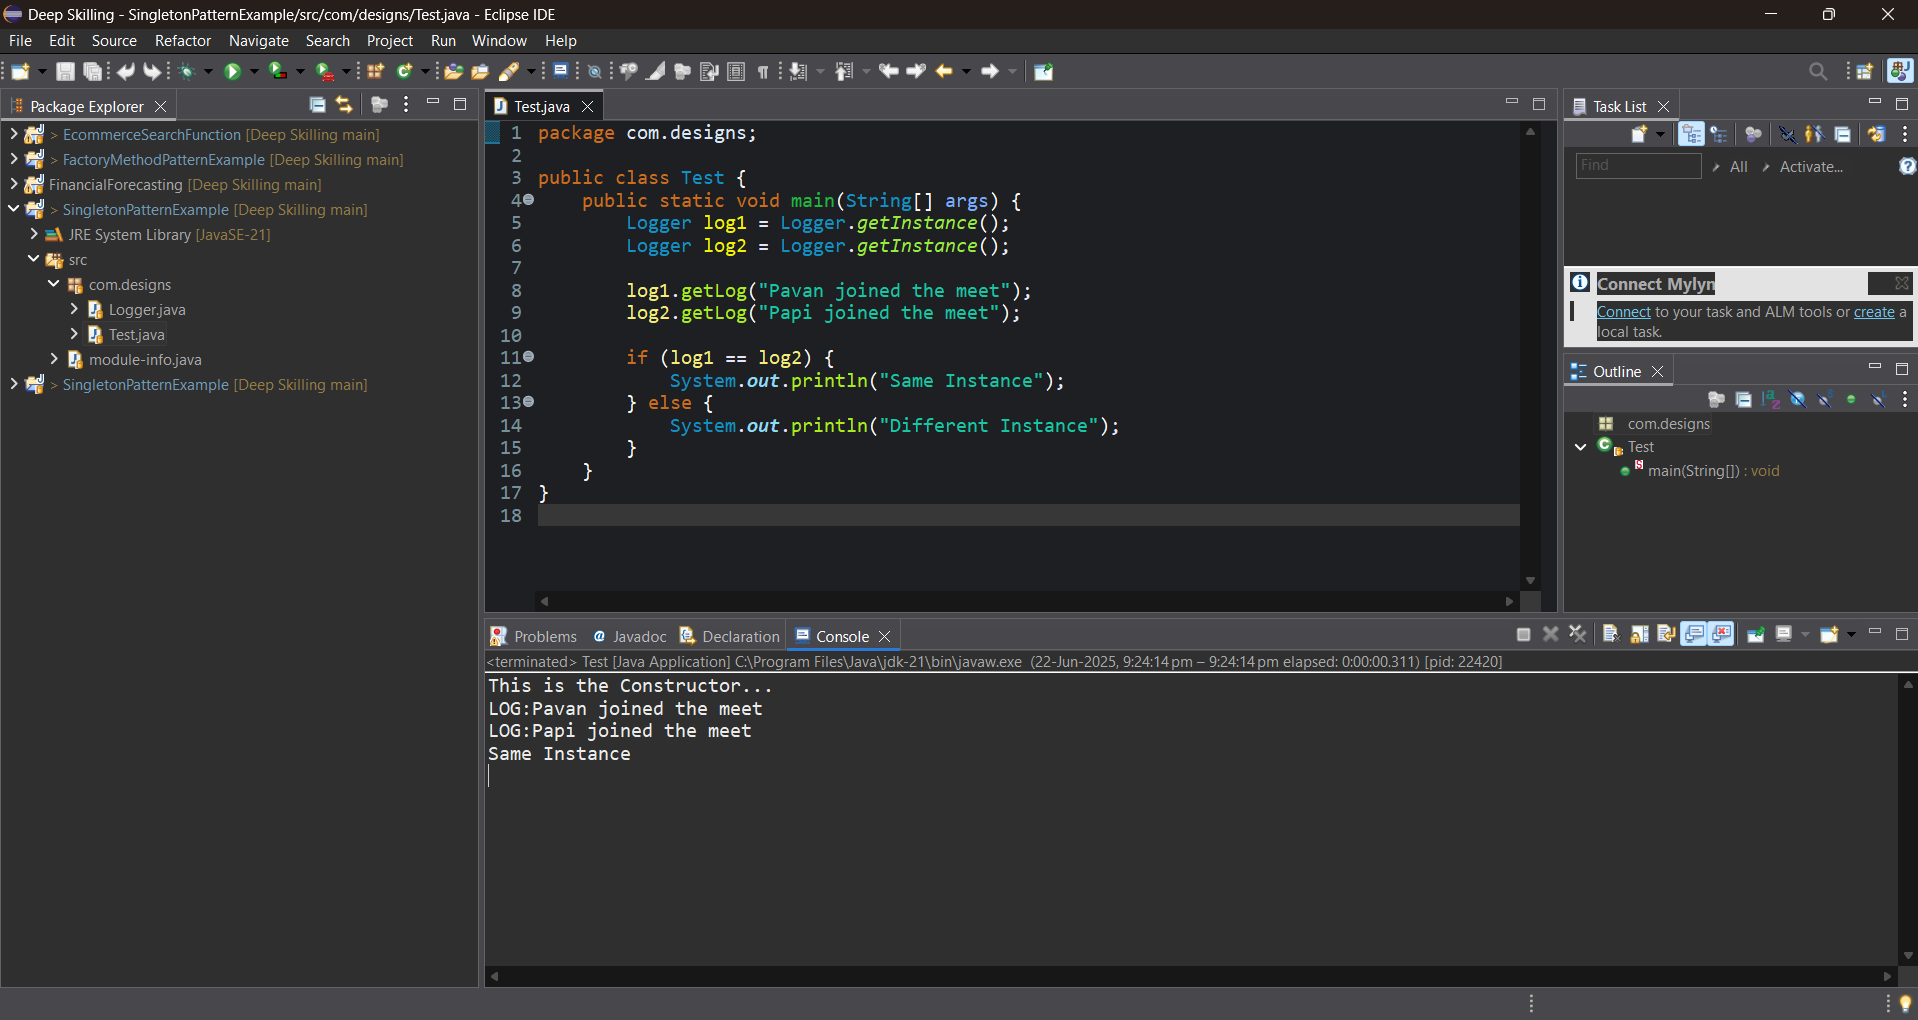 Deep Skilling - SingletonPatternExample/src/com/designs/Test.java - Eclipse IDE
File Edit Source Refactor Navigate Search Project Run Window Help
Package Explorer
> EcommerceSearchFunction [Deep Skilling main]
> FactoryMethodPatternExample [Deep Skilling main]
FinancialForecasting [Deep Skilling main]
> SingletonPatternExample [Deep Skilling main]
JRE System Library [JavaSE-21]
src
com.designs
Logger.java
Test.java
module-info.java
> SingletonPatternExample [Deep Skilling main]
Test.java
1 package com.designs;
2
3 public class Test {
4 public static void main(String[] args) {
5 Logger log1 = Logger.getInstance();
6 Logger log2 = Logger.getInstance();
7
8 log1.getLog("Pavan joined the meet");
9 log2.getLog("Papi joined the meet");
10
11 if (log1 == log2) {
12 System.out.println("Same Instance");
13 } else {
14 System.out.println("Different Instance");
15 }
16 }
17 }
18
Task List
Find All Activate...
Connect Mylyn
Connect to your task and ALM tools or create a
local task.
Outline
com.designs
Test
main(String[]) : void
Problems Javadoc Declaration Console
<terminated> Test [Java Application] C:\Program Files\Java\jdk-21\bin\javaw.exe (22-Jun-2025, 9:24:14 pm – 9:24:14 pm elapsed: 0:00:00.311) [pid: 22420]
This is the Constructor...
LOG:Pavan joined the meet
LOG:Papi joined the meet
Same Instance